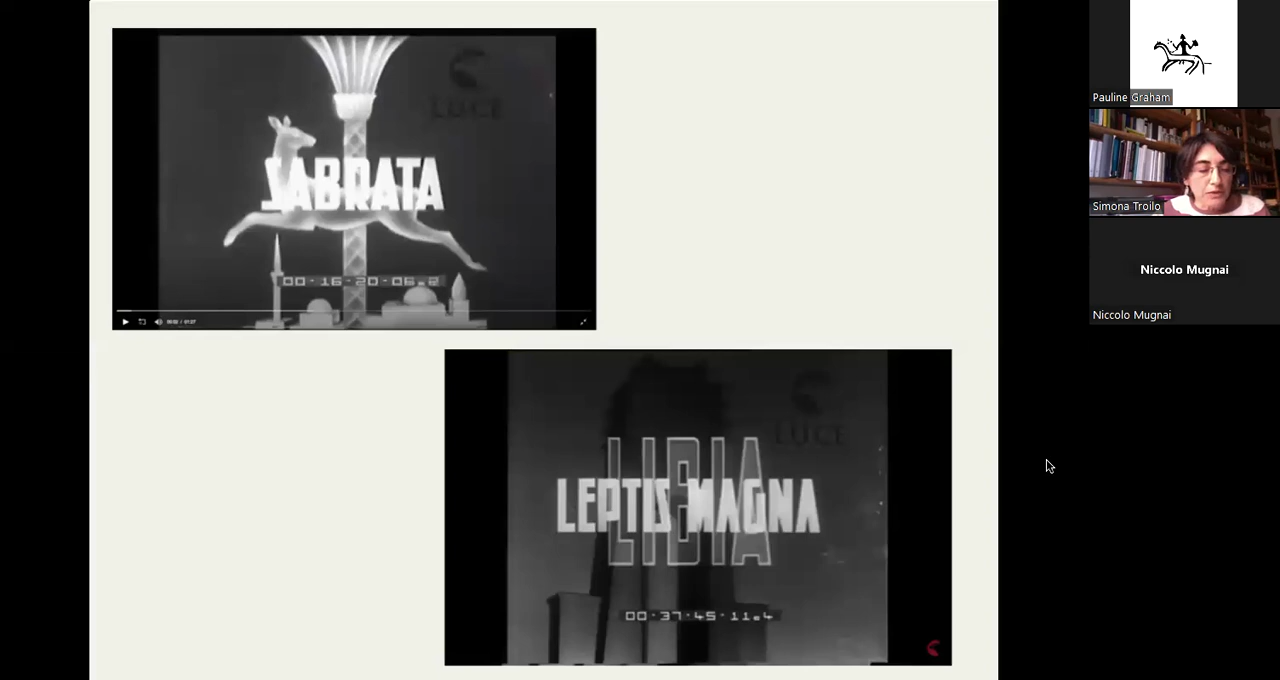 LUCE
SABRATA
00·16·20·06.2
LUCE
LIBIA
LEPTIS MAGNA
00·37·45·11.4
Pauline Graham
Simona Troilo
Niccolo Mugnai
Niccolo Mugnai